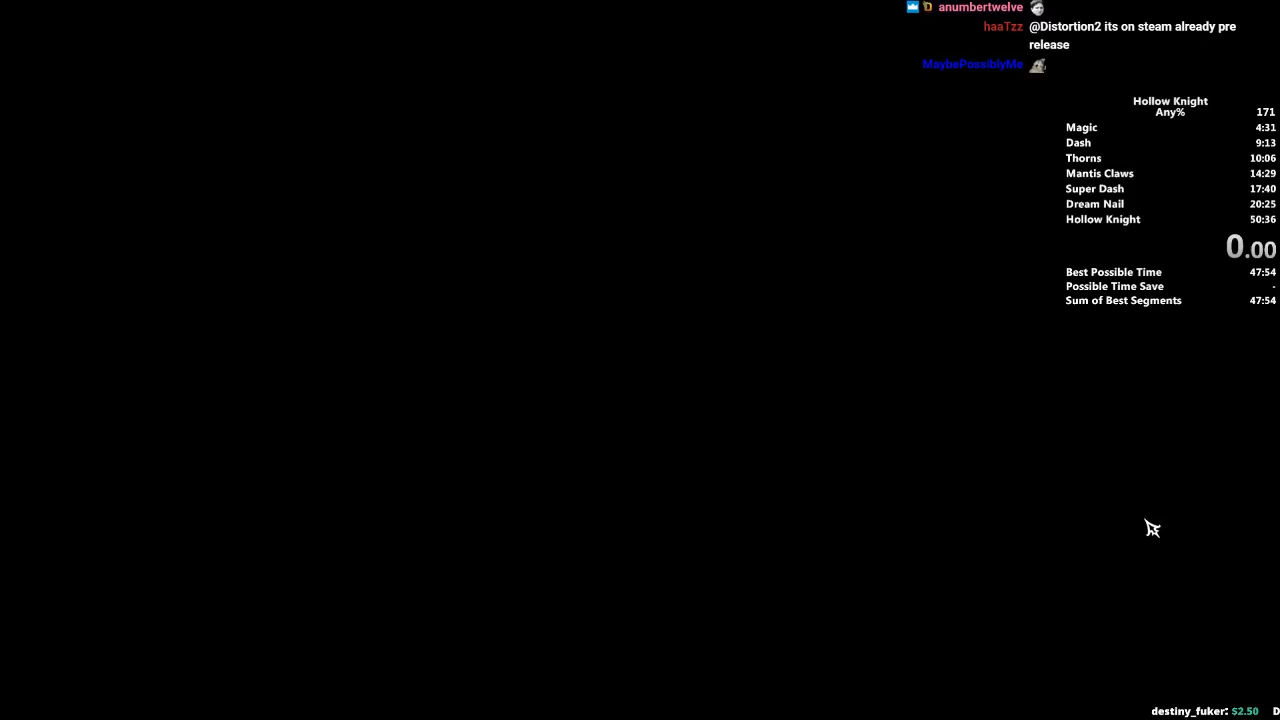 anumbertwelve
haaTzz @Distortion2 its on steam already pre
release
MaybePossiblyMe
Hollow Knight
Any% 171
Magic 4:31
Dash 9:13
Thorns 10:06
Mantis Claws 14:29
Super Dash 17:40
Dream Nail 20:25
Hollow Knight 50:36
0.00
Best Possible Time 47:54
Possible Time Save -
Sum of Best Segments 47:54
destiny_fuker: $2.50 D